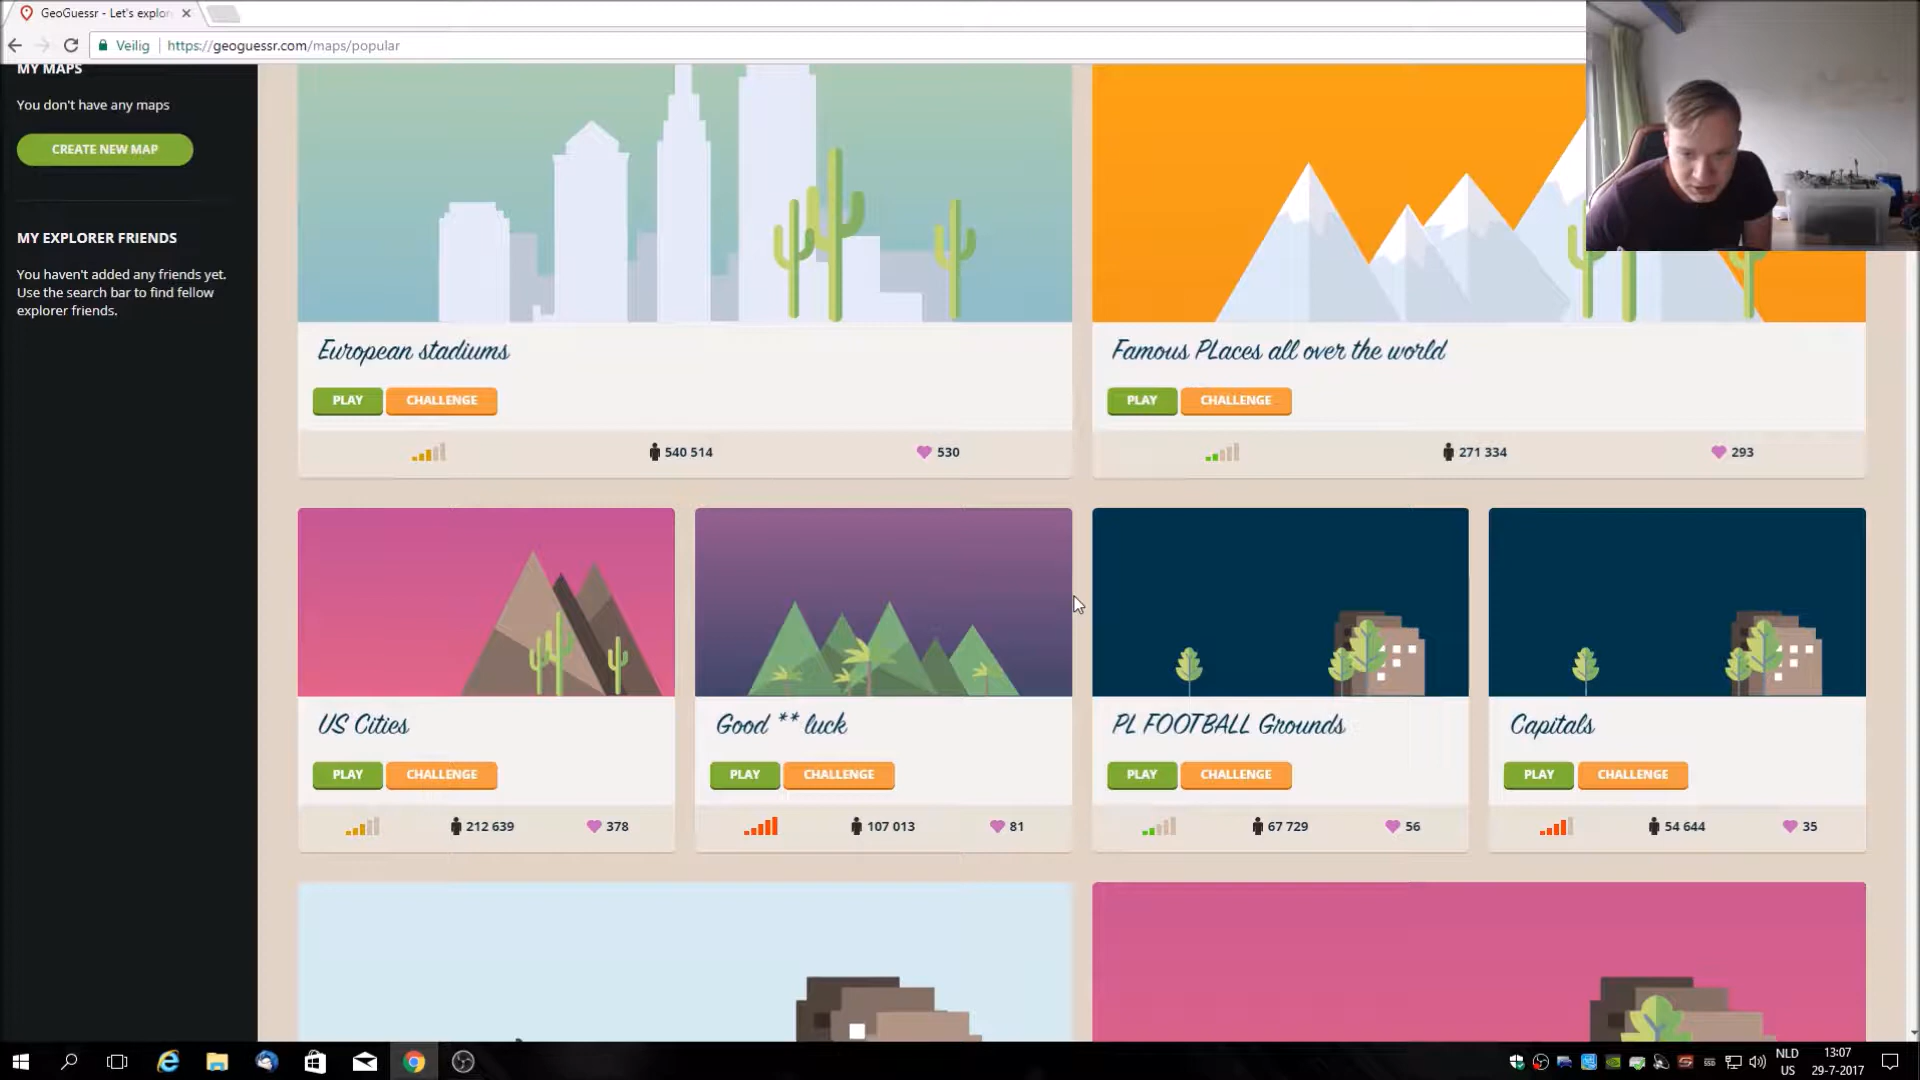 GeoGuessr - Let's explor
Veilig
https://geoguessr.com/maps/popular
MY MAPS
You don't have any maps
CREATE NEW MAP
MY EXPLORER FRIENDS
You haven't added any friends yet.
Use the search bar to find fellow
explorer friends.
European stadiums
PLAY CHALLENGE
540 514 530
Famous PLaces all over the world
PLAY CHALLENGE
271 334 293
US Cities
PLAY CHALLENGE
212 639 378
Good ** luck
PLAY CHALLENGE
107 013 81
PL FOOTBALL Grounds
PLAY CHALLENGE
67 729 56
Capitals
PLAY CHALLENGE
54 644 35
NLD 13:07
US 29-7-2017